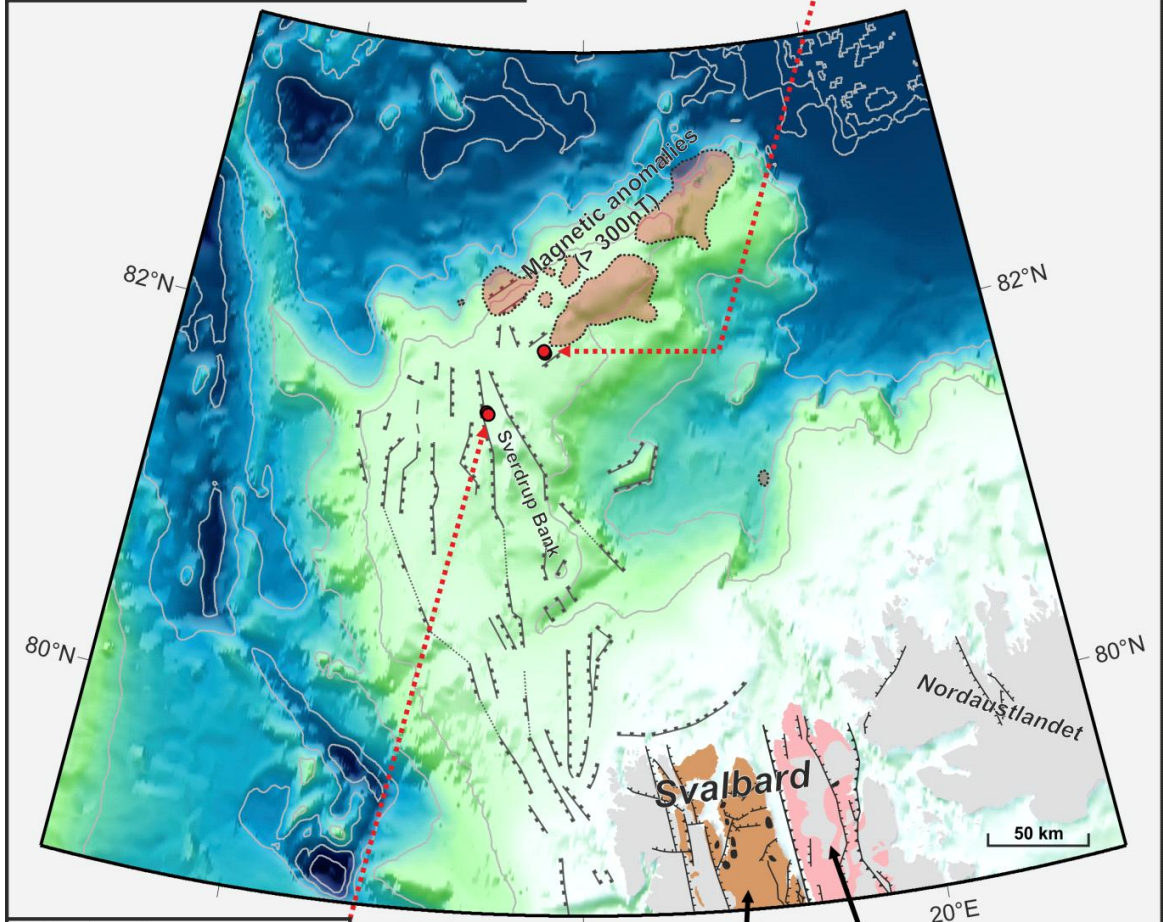 Magnetic anomalies
(> 300nT)
82°N
82°N
Sverdrup Bank
80°N
80°N
Nordaustlandet
Svalbard
50 km
20°E